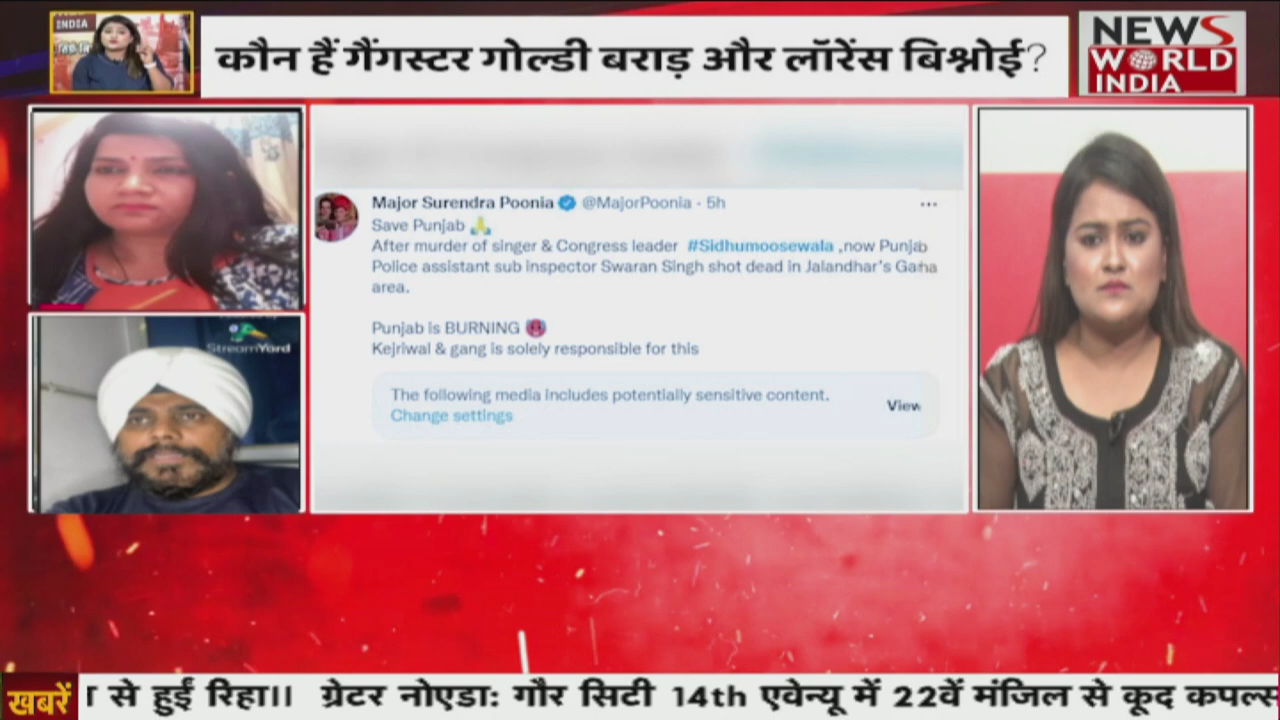 INDIA
कौन हैं गैंगस्टर गोल्डी बराड़ और लॉरेंस बिश्नोई?
NEWS
WORLD
INDIA
Major Surendra Poonia @MajorPoonia · 5h
Save Punjab
After murder of singer & Congress leader #Sidhumoosewala ,now Punjab
Police assistant sub inspector Swaran Singh shot dead in Jalandhar's
area.
Punjab is BURNING
Kejriwal & gang is solely responsible for this
The following media includes potentially sensitive content.
Change settings
View
StreamYard
खबरें
से हुईं रिहा।। ग्रेटर नोएडा: गौर सिटी 14th एवेन्यू में 22वें मंजिल से कूद कपल्स